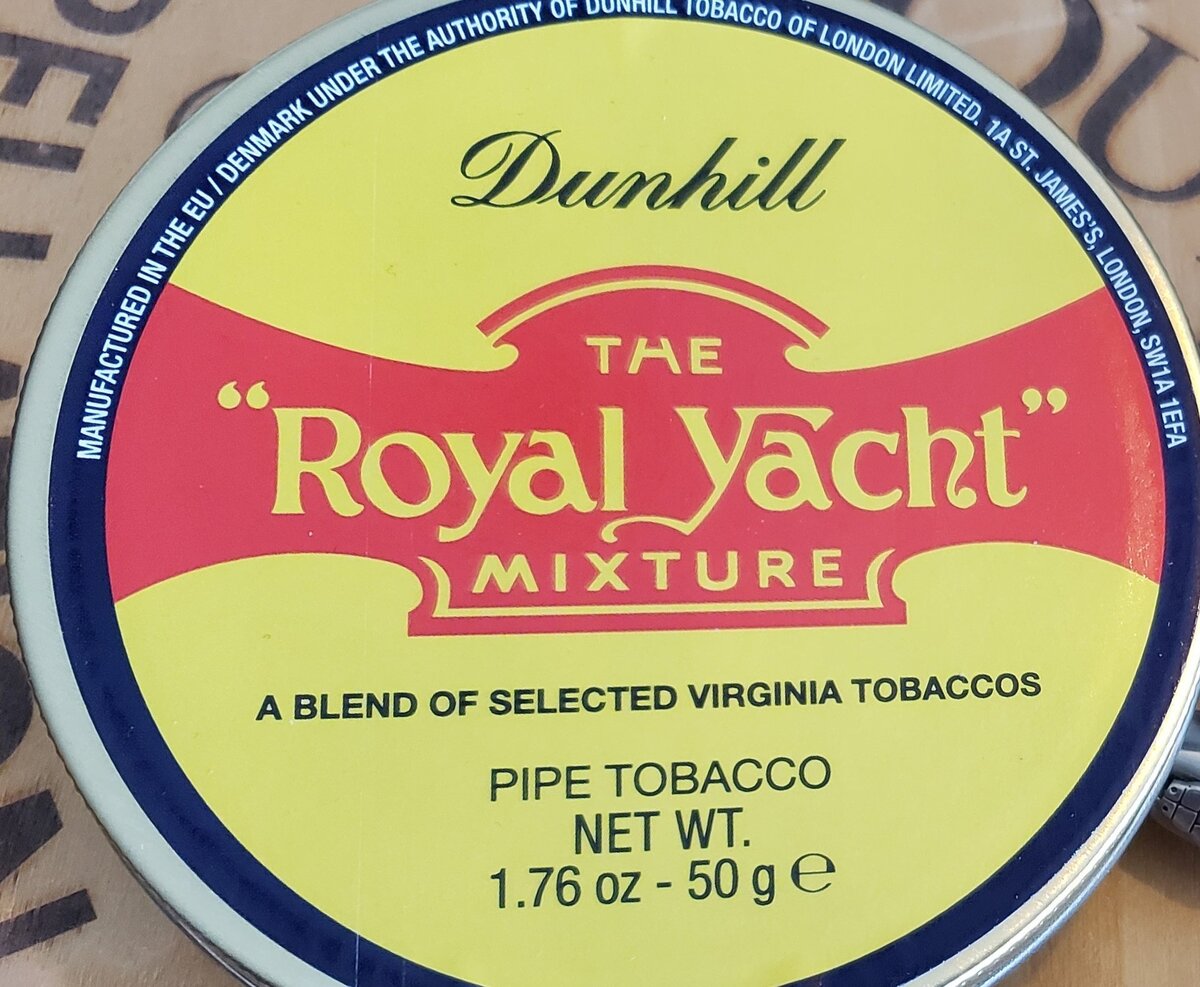 MANUFACTURED IN THE EU / DENMARK UNDER THE AUTHORITY OF DUNHILL TOBACCO OF LONDON LIMITED. 1A ST. JAMES'S, LONDON, SW1A 1EFA
Dunhill
THE
“Royal Yacht”
MIXTURE
A BLEND OF SELECTED VIRGINIA TOBACCOS
PIPE TOBACCO
NET WT.
1.76 oz - 50 g ℮